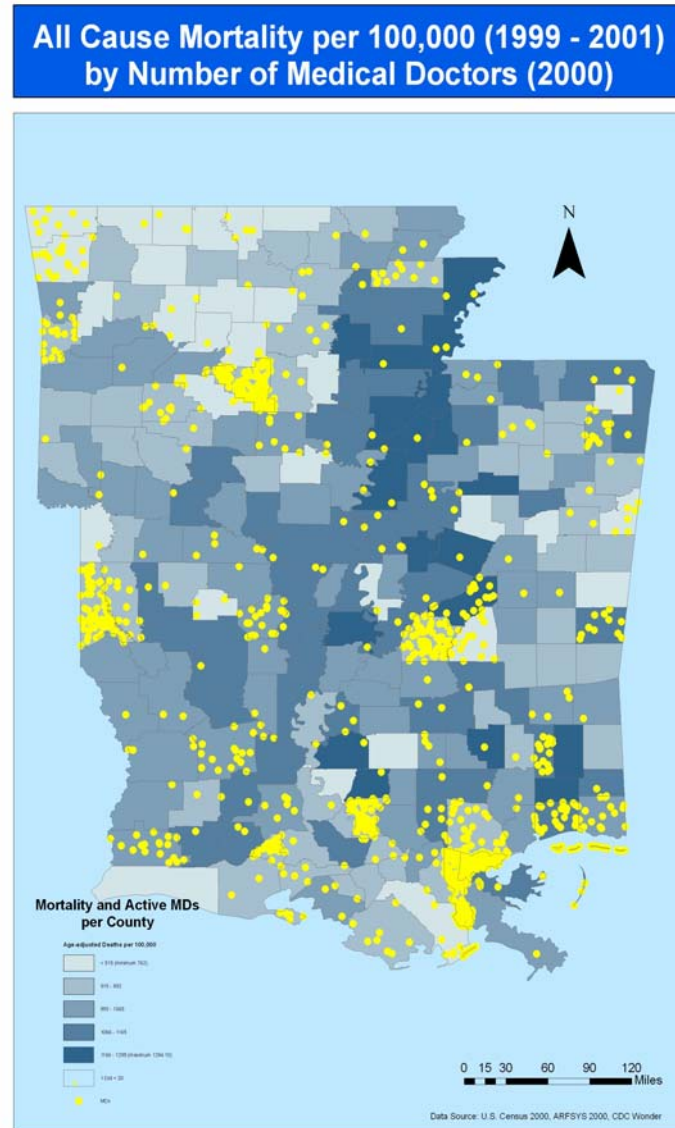 All Cause Mortality per 100,000 (1999 - 2001)
by Number of Medical Doctors (2000)
N
Mortality and Active MDs
per County
Age-adjusted Deaths per 100,000
MDs
0 15 30 60 90 120
Miles
Data Source: U.S. Census 2000, ARFSYS 2000, CDC Wonder